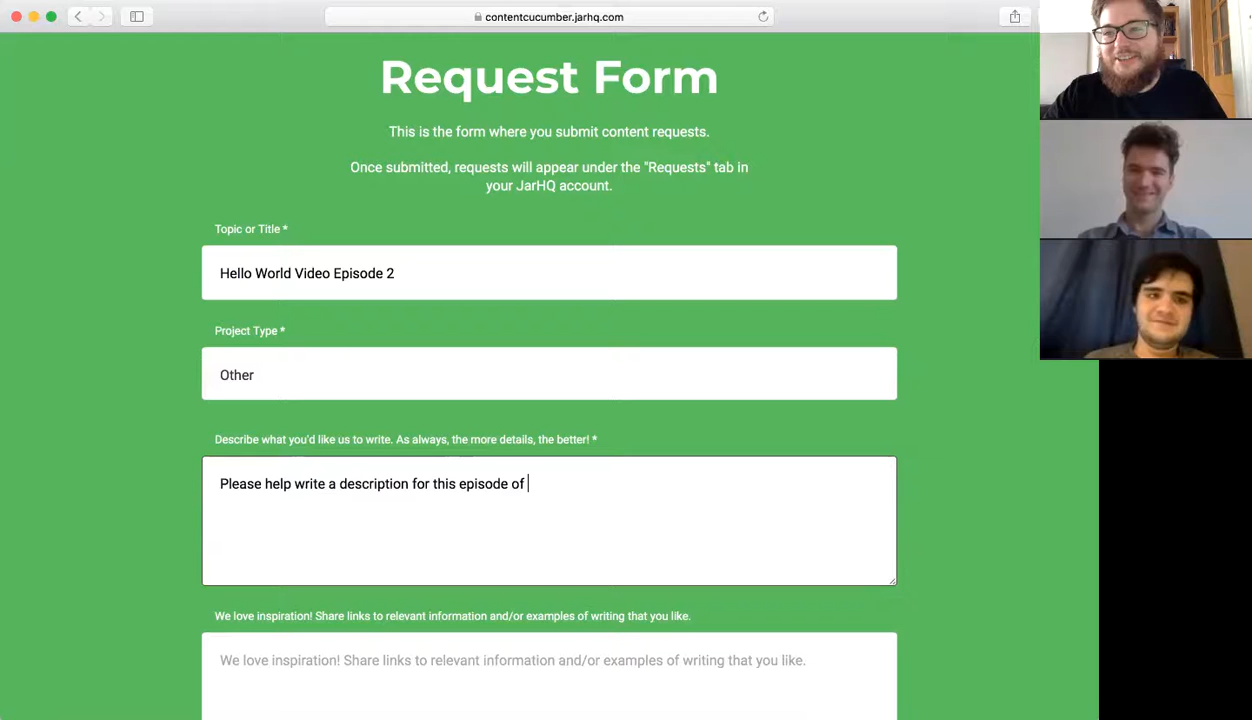 contentcucumber.jarhq.com
Request Form
This is the form where you submit content requests.
Once submitted, requests will appear under the "Requests" tab in
your JarHQ account.
Topic or Title *
Hello World Video Episode 2
Project Type *
Other
Describe what you'd like us to write. As always, the more details, the better! *
Please help write a description for this episode of
We love inspiration! Share links to relevant information and/or examples of writing that you like.
We love inspiration! Share links to relevant information and/or examples of writing that you like.